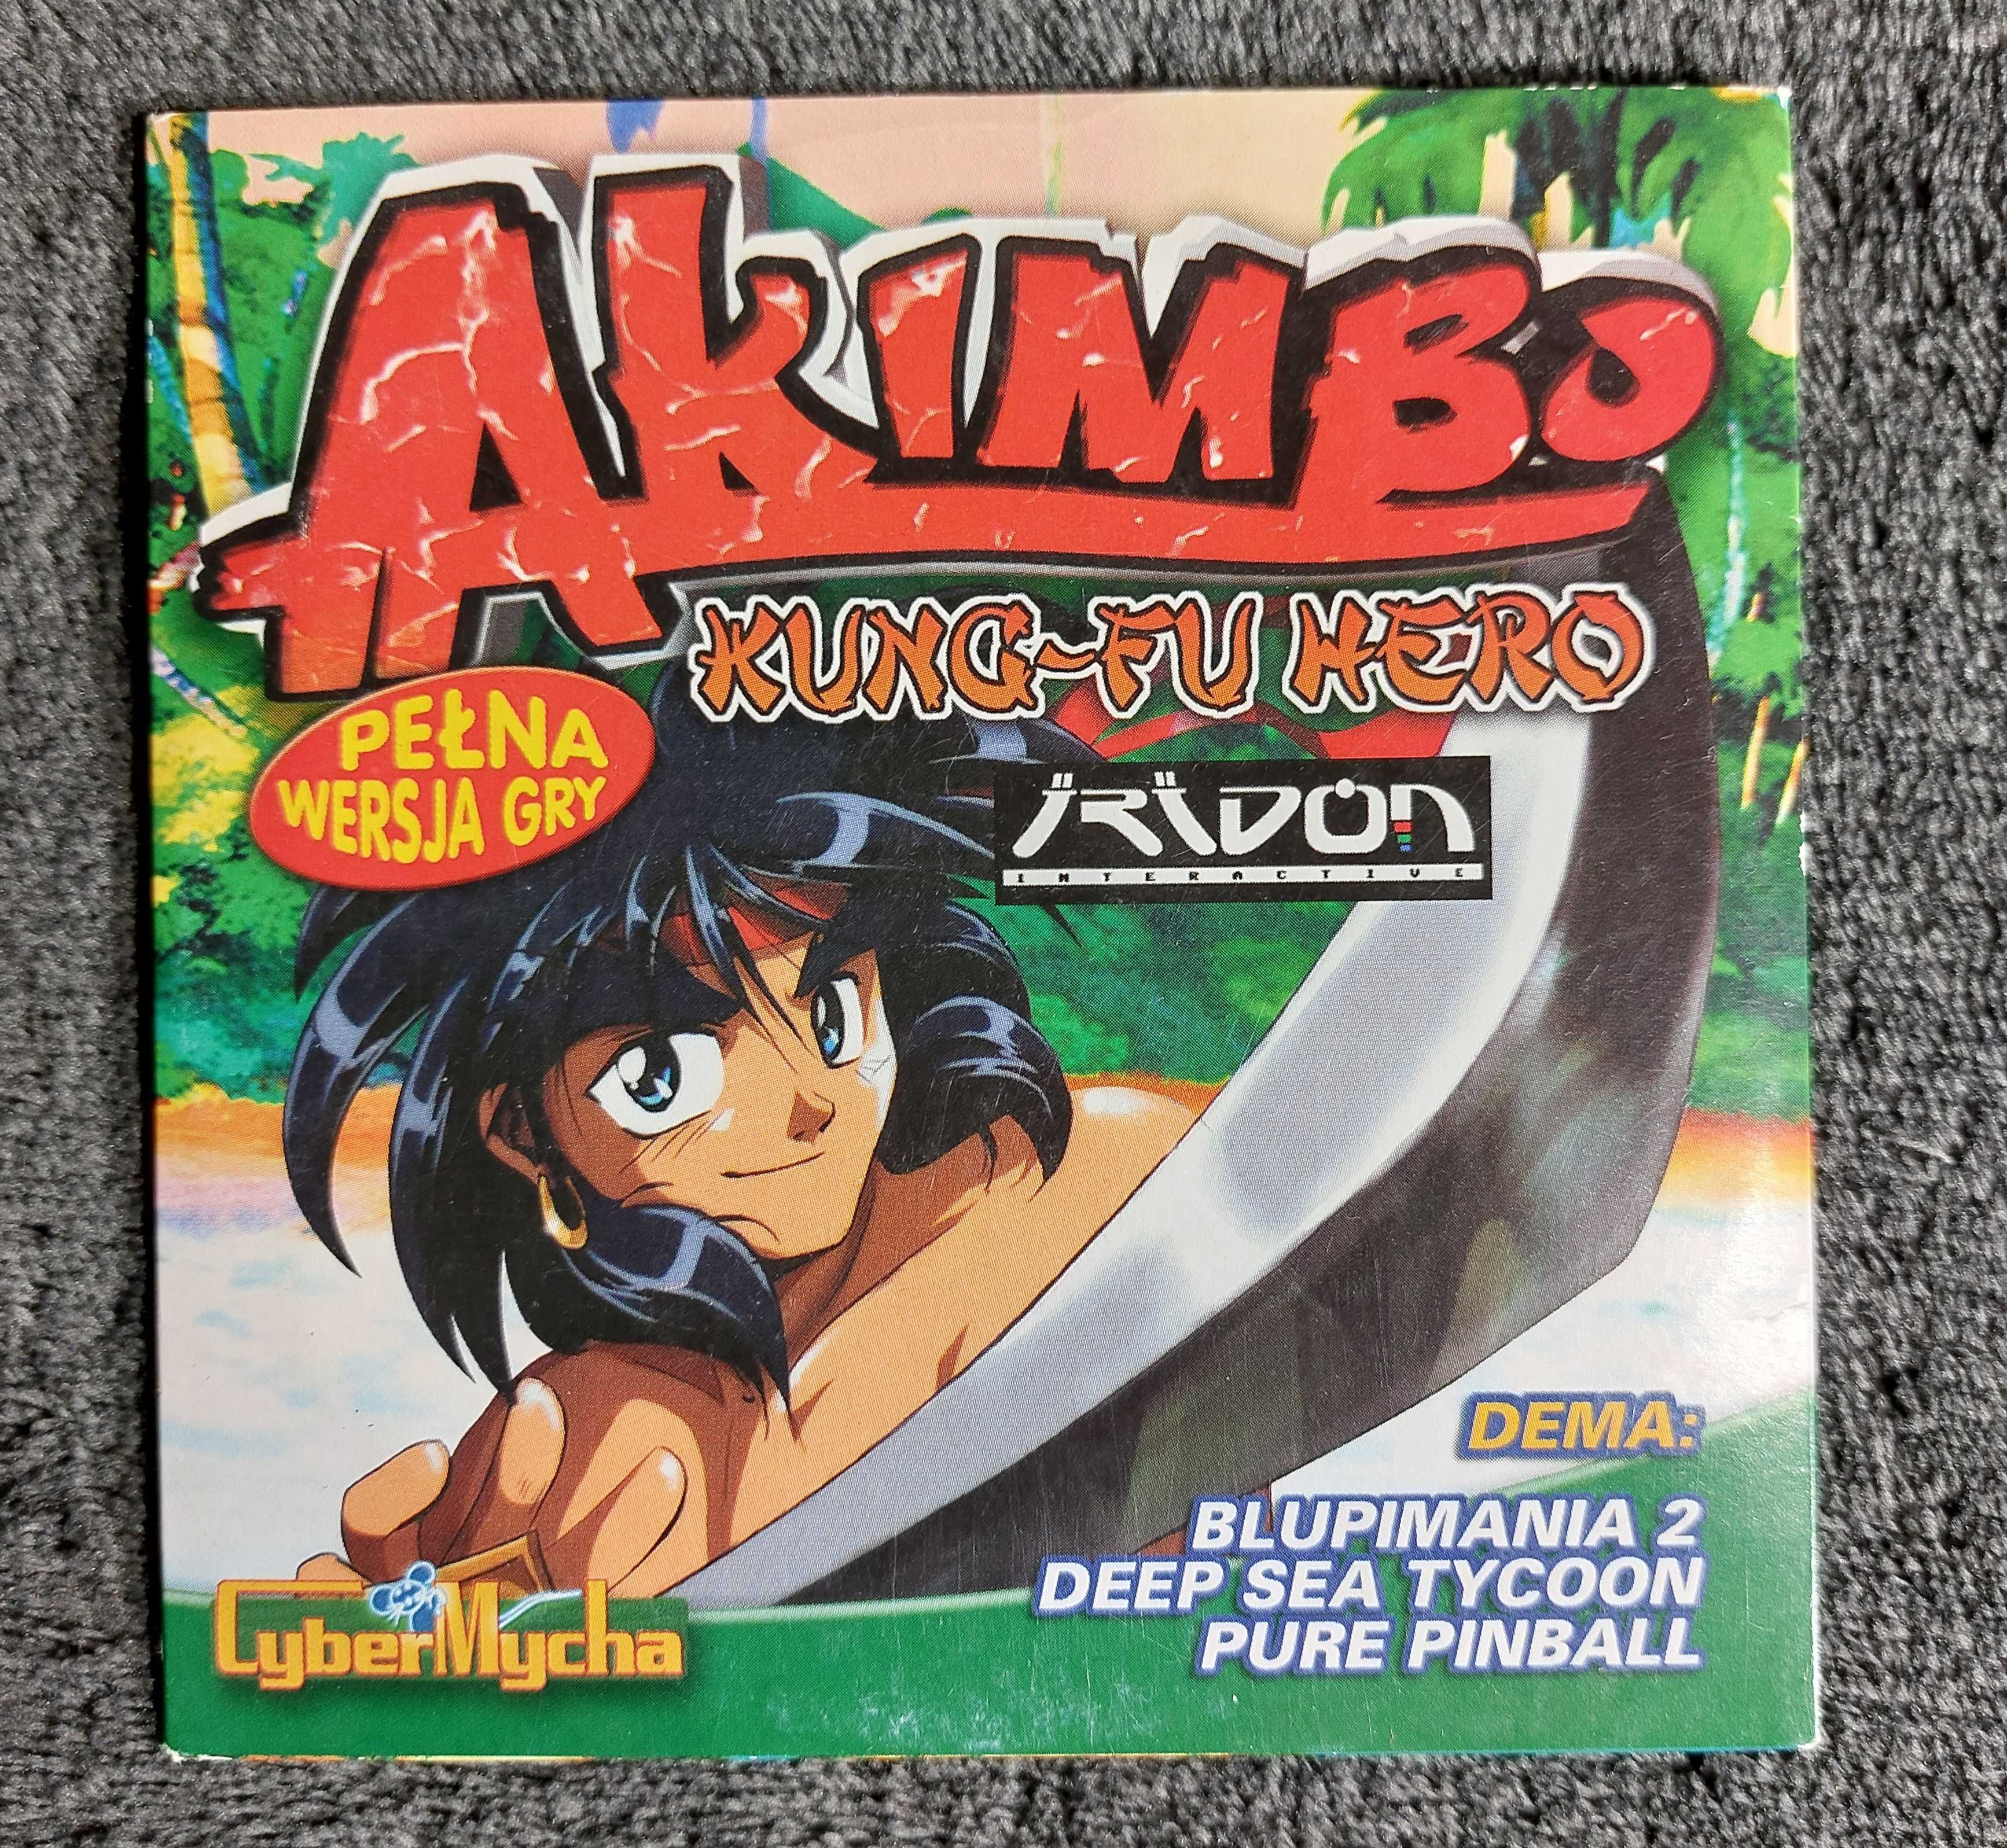 AKIMBO
KUNG-FU HERO
PEŁNA
WERSJA GRY
IRIDON
INTERACTIVE
DEMA:
BLUPIMANIA 2
DEEP SEA TYCOON
PURE PINBALL
CyberMycha